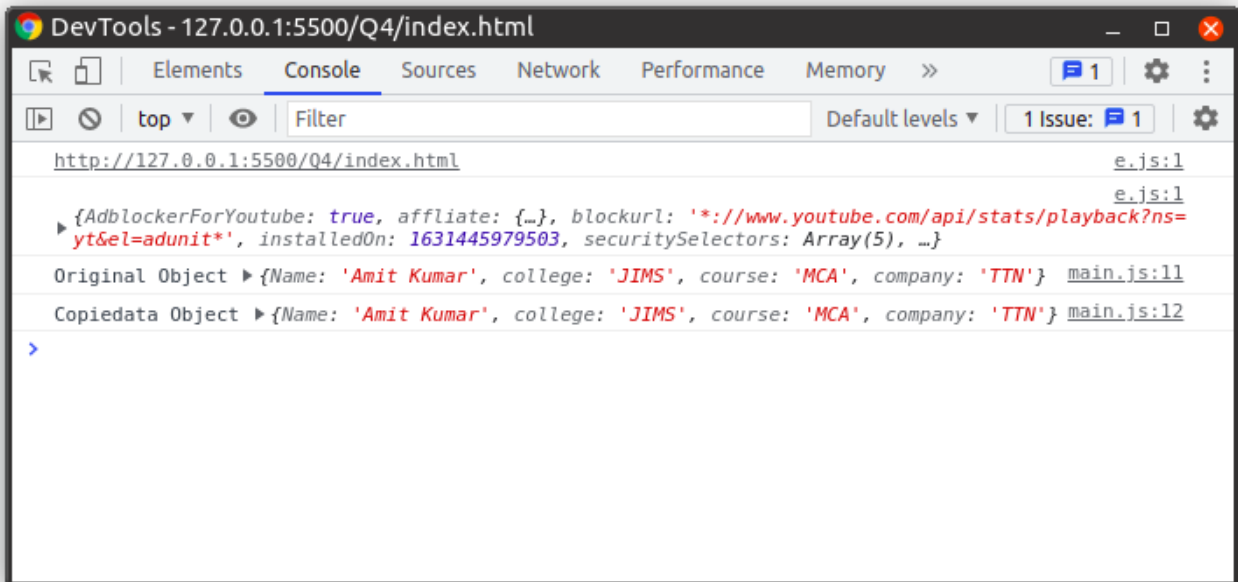 DevTools - 127.0.0.1:5500/Q4/index.html
Elements Console Sources Network Performance Memory » 1
top ▼ Filter Default levels ▼ 1 Issue: 1
http://127.0.0.1:5500/Q4/index.html e.js:1
e.js:1
{AdblockerForYoutube: true, affliate: {…}, blockurl: '*://www.youtube.com/api/stats/playback?ns=
yt&el=adunit*', installedOn: 1631445979503, securitySelectors: Array(5), …}
Original Object ▶{Name: 'Amit Kumar', college: 'JIMS', course: 'MCA', company: 'TTN'} main.js:11
Copiedata Object ▶{Name: 'Amit Kumar', college: 'JIMS', course: 'MCA', company: 'TTN'} main.js:12
>